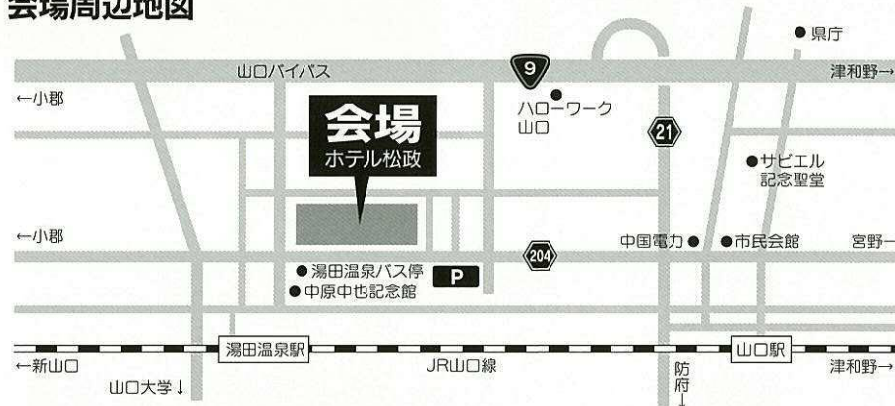 会場周辺地図
県庁
山口バイパス
9
津和野→
←小郡
ハローワーク
山口
会場
ホテル松政
21
サビエル
記念聖堂
←小郡
中国電力
市民会館
宮野
204
湯田温泉バス停
P
中原中也記念館
湯田温泉駅
山口駅
←新山口
JR山口線
津和野→
山口大学↓
防府↓